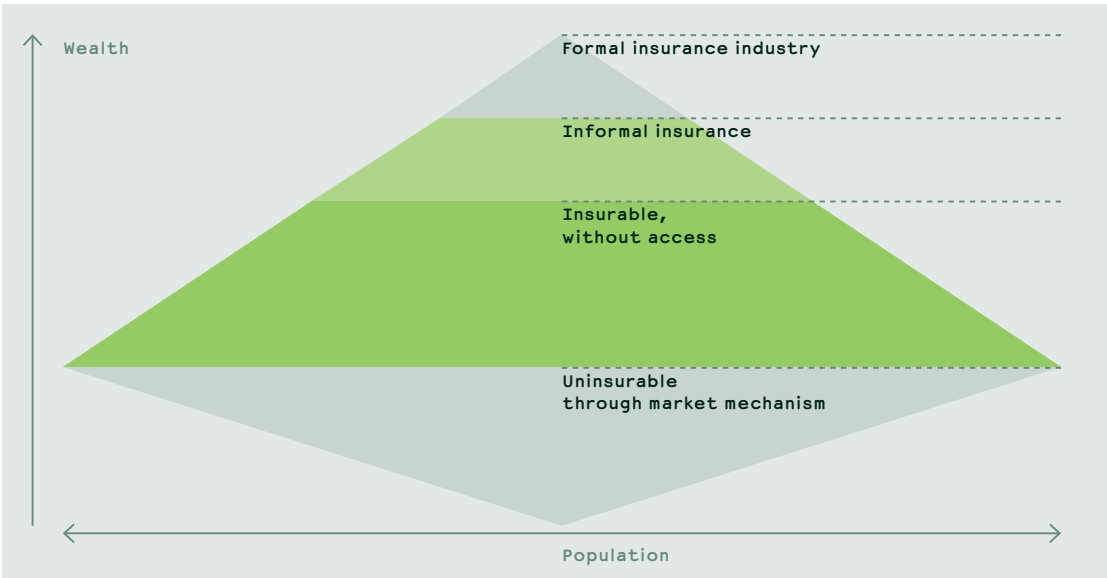 Wealth
Formal insurance industry
Informal insurance
Insurable,
without access
Uninsurable
through market mechanism
Population